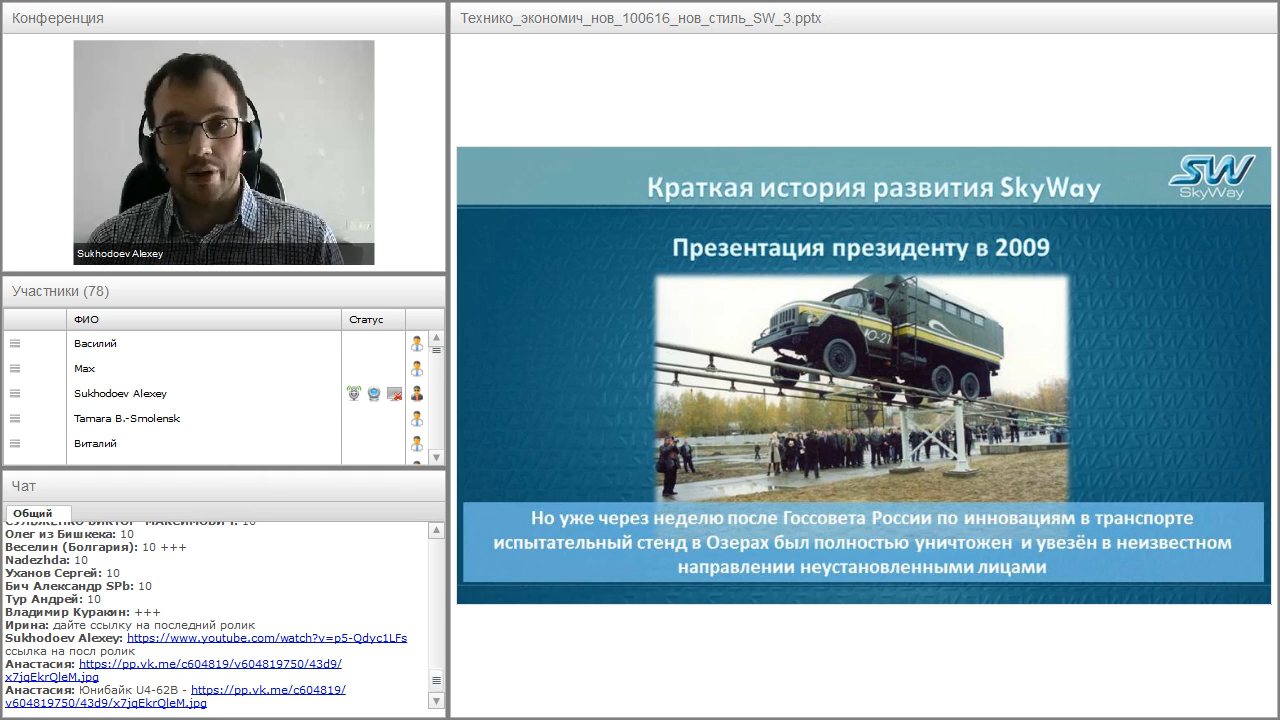 Конференция
Sukhodoev Alexey
Участники (78)
ФИО
Статус
Василий
Max
Sukhodoev Alexey
Tamara B.-Smolensk
Виталий
Чат
Общий
10
Олег из Бишкека: 10
Веселин (Болгария): 10 +++
Nadezhda: 10
Уханов Сергей: 10
Бич Александр SPb: 10
Тур Андрей: 10
Владимир Куракин: +++
Ирина: дайте ссылку на последний ролик
Sukhodoev Alexey: https://www.youtube.com/watch?v=p5-Qdyc1LFs
ссылка на посл ролик
Анастасия: https://pp.vk.me/c604819/v604819750/43d9/
x7jqEkrQleM.jpg
Анастасия: Юнибайк U4-62B - https://pp.vk.me/c604819/
v604819750/43d9/x7jqEkrQleM.jpg
Технико_экономич_нов_100616_нов_стиль_SW_3.pptx
Краткая история развития SkyWay
SW
SkyWay
Презентация президенту в 2009
Ю-21
Но уже через неделю после Госсовета России по инновациям в транспорте
испытательный стенд в Озерах был полностью уничтожен и увезён в неизвестном
направлении неустановленными лицами